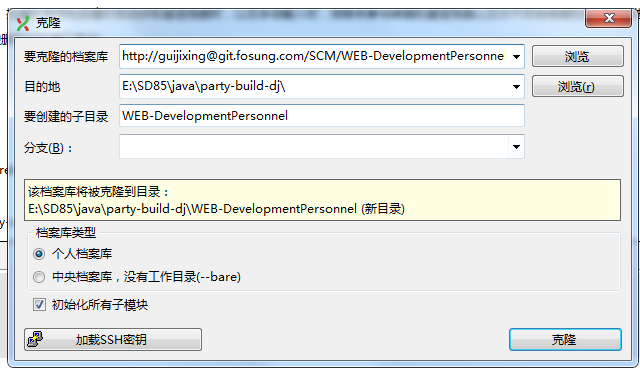 克隆
要克隆的档案库 http://guijixing@git.fosung.com/SCM/WEB-DevelopmentPersonne 浏览
目的地 E:\SD85\java\party-build-dj\ 浏览(r)
要创建的子目录 WEB-DevelopmentPersonnel
分支(B)：
该档案库将被克隆到目录：
E:\SD85\java\party-build-dj\WEB-DevelopmentPersonnel (新目录)
档案库类型
个人档案库
中央档案库，没有工作目录(--bare)
初始化所有子模块
加载SSH密钥 克隆